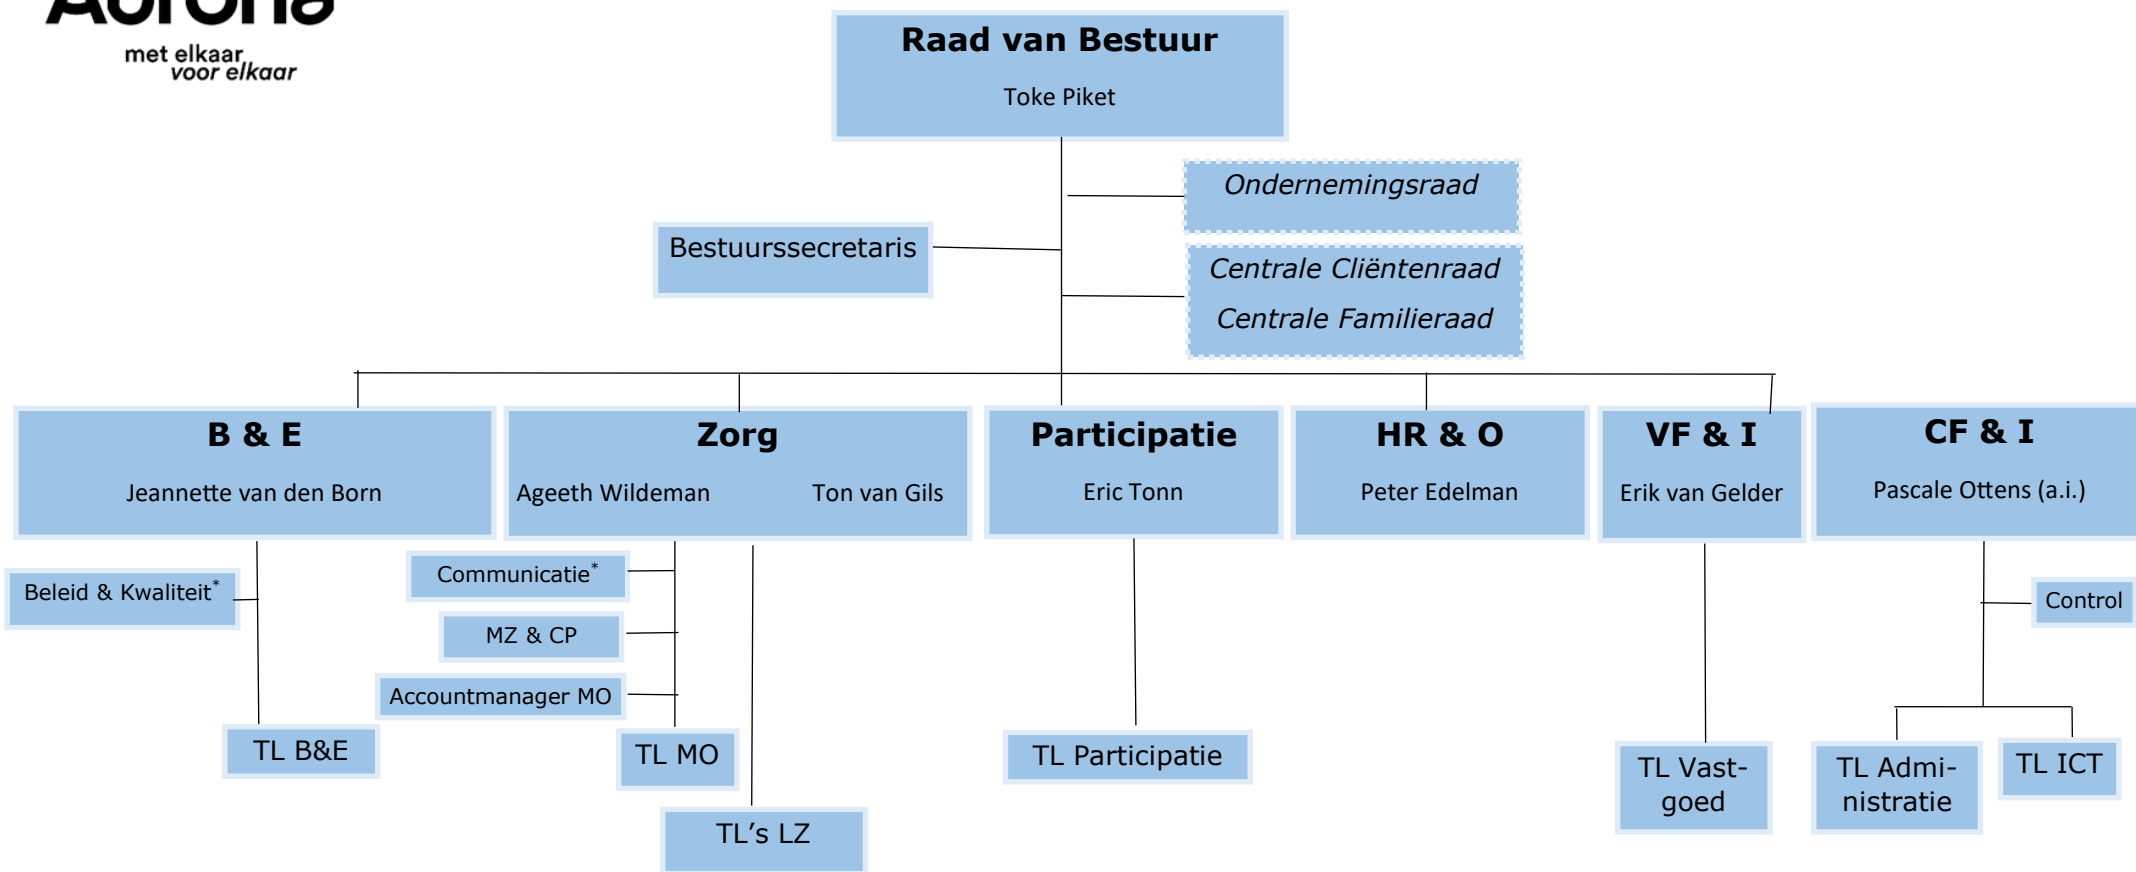 met elkaar
voor elkaar
Raad van Bestuur
Toke Piket
Ondernemingsraad
Bestuurssecretaris
Centrale Cliëntenraad
Centrale Familieraad
B & E
Jeannette van den Born
Zorg
Ageeth Wildeman Ton van Gils
Participatie
Eric Tonn
HR & O
Peter Edelman
VF & I
Erik van Gelder
CF & I
Pascale Ottens (a.i.)
Beleid & Kwaliteit*
Communicatie*
MZ & CP
Accountmanager MO
Control
TL B&E
TL MO
TL's LZ
TL Participatie
TL Vast-
goed
TL Admi-
nistratie
TL ICT